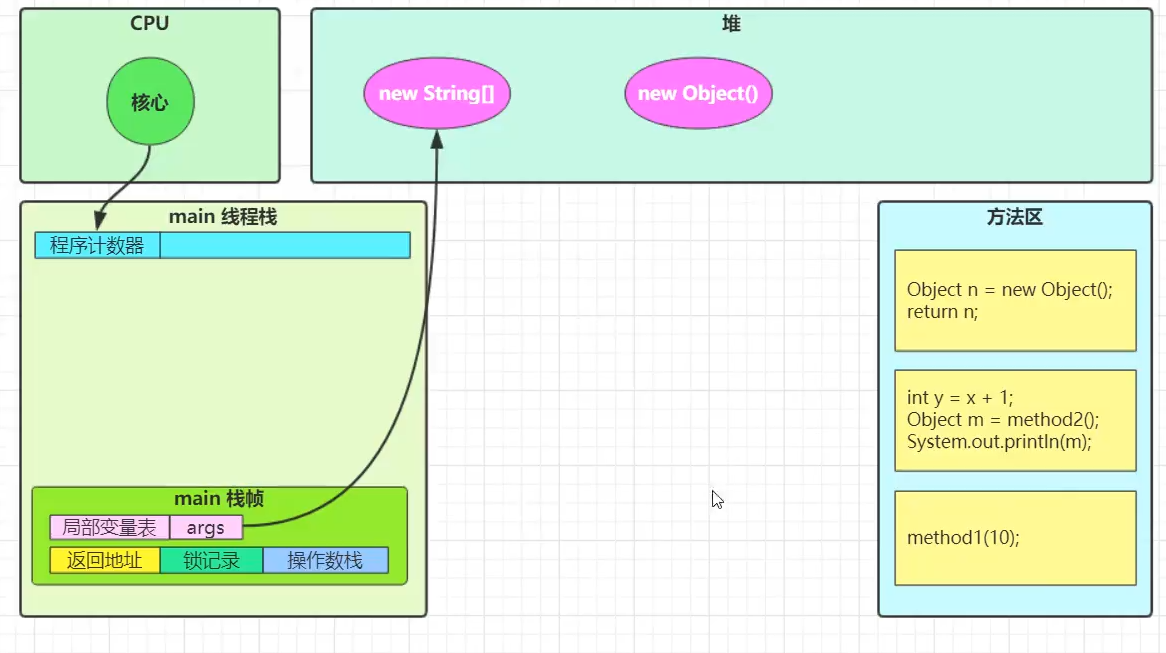 CPU
核心
堆
new String[]
new Object()
main 线程栈
程序计数器
main 栈帧
局部变量表
args
返回地址
锁记录
操作数栈
方法区
Object n = new Object();
return n;
int y = x + 1;
Object m = method2();
System.out.println(m);
method1(10);